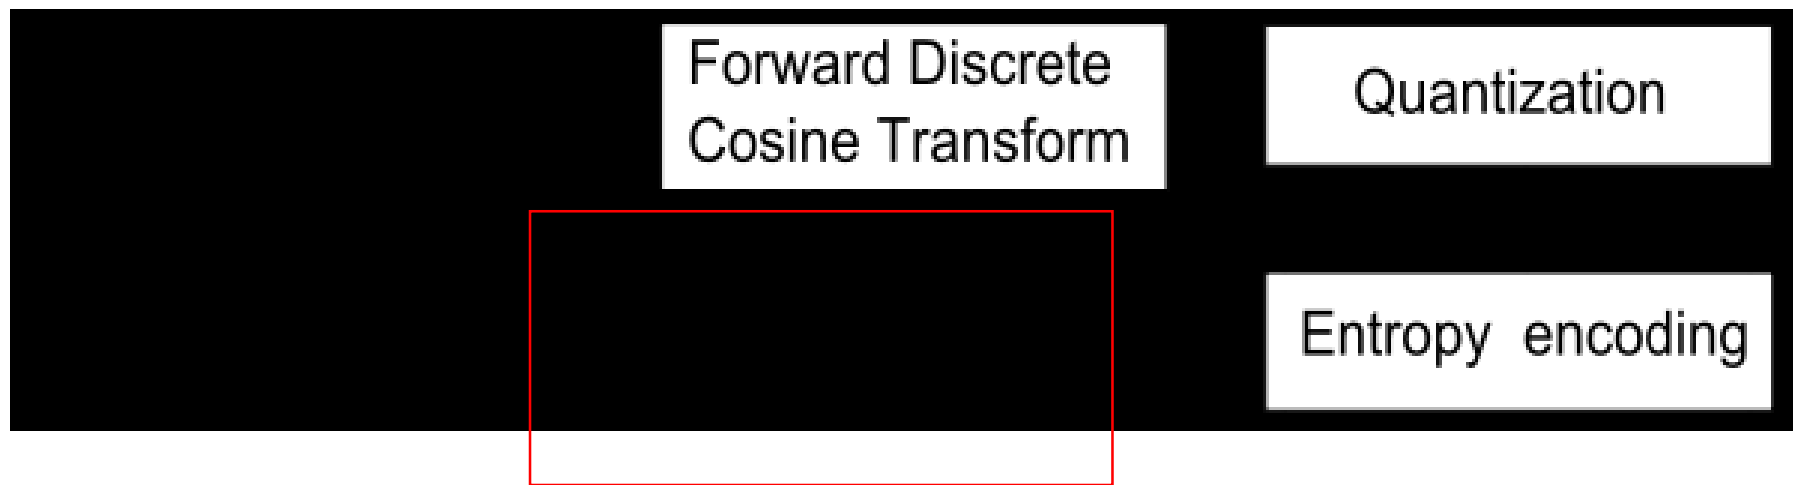 Forward Discrete
Cosine Transform
Quantization
Entropy encoding